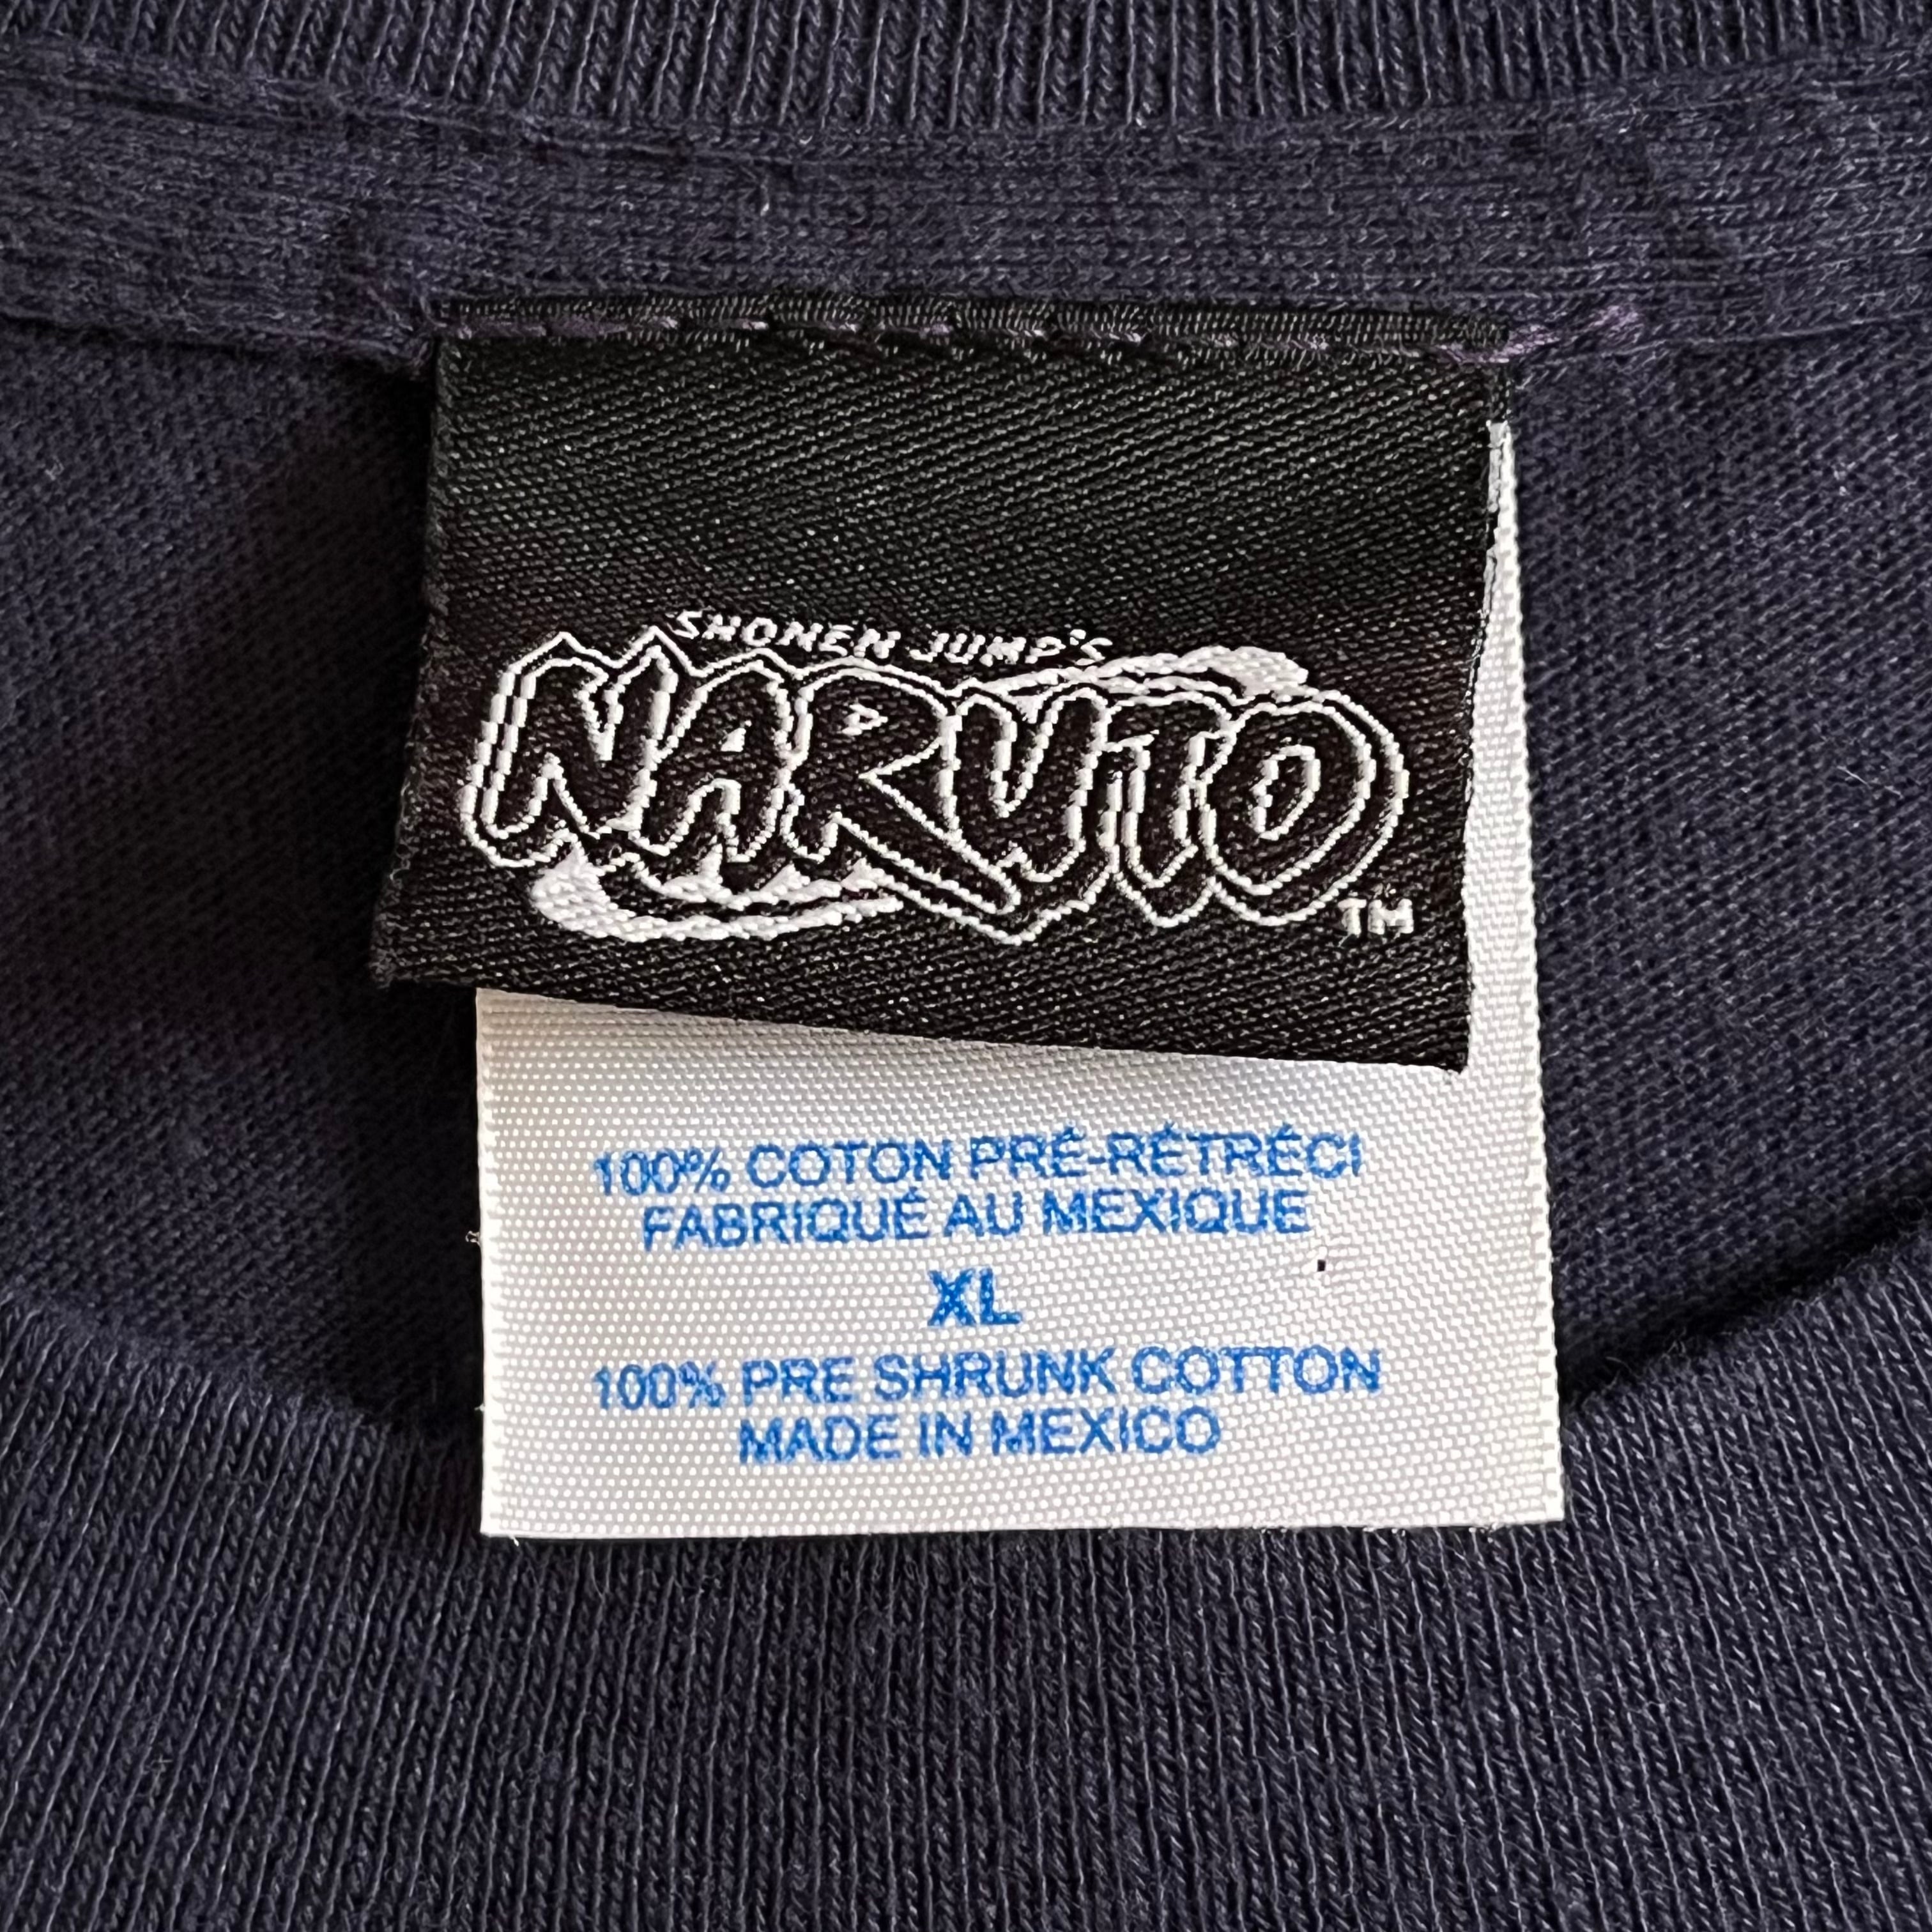 SHONEN JUMP'S
NARUTO
TM
100% COTON PRÉ-RÉTRÉCI
FABRIQUÉ AU MEXIQUE
XL
100% PRE SHRUNK COTTON
MADE IN MEXICO